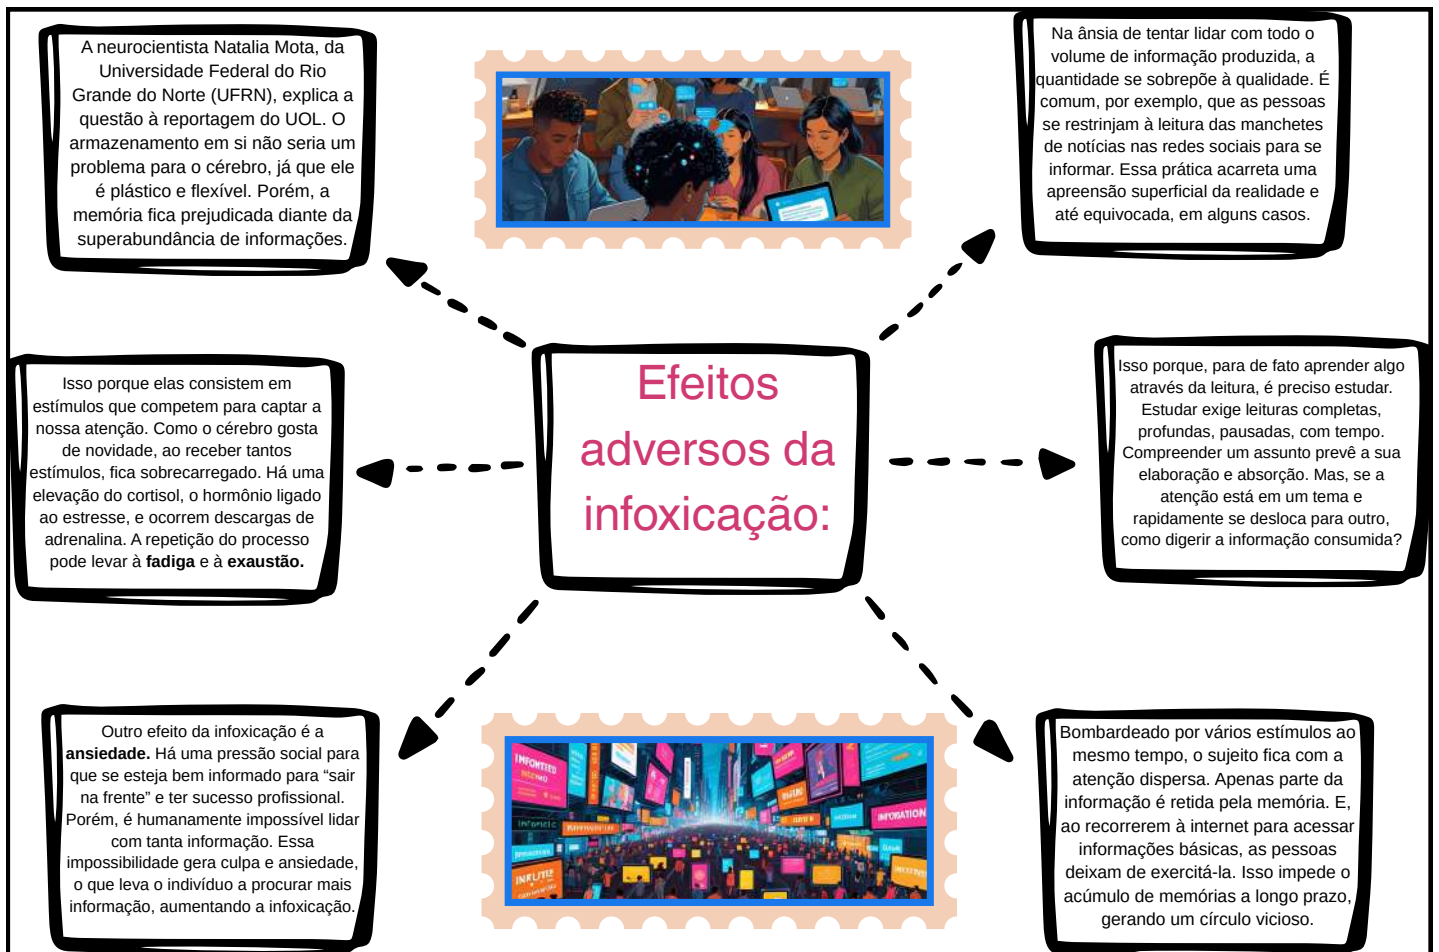 A neurocientista Natalia Mota, da
Universidade Federal do Rio
Grande do Norte (UFRN), explica a
questão à reportagem do UOL. O
armazenamento em si não seria um
problema para o cérebro, já que ele
é plástico e flexível. Porém, a
memória fica prejudicada diante da
superabundância de informações.
Na ânsia de tentar lidar com todo o
volume de informação produzida, a
quantidade se sobrepõe à qualidade. É
comum, por exemplo, que as pessoas
se restrinjam à leitura das manchetes
de notícias nas redes sociais para se
informar. Essa prática acarreta uma
apreensão superficial da realidade e
até equivocada, em alguns casos.
Isso porque elas consistem em
estímulos que competem para captar a
nossa atenção. Como o cérebro gosta
de novidade, ao receber tantos
estímulos, fica sobrecarregado. Há uma
elevação do cortisol, o hormônio ligado
ao estresse, e ocorrem descargas de
adrenalina. A repetição do processo
pode levar à fadiga e à exaustão.
Efeitos
adversos da
infoxicação:
Isso porque, para de fato aprender algo
através da leitura, é preciso estudar.
Estudar exige leituras completas,
profundas, pausadas, com tempo.
Compreender um assunto prevê a sua
elaboração e absorção. Mas, se a
atenção está em um tema e
rapidamente se desloca para outro,
como digerir a informação consumida?
Outro efeito da infoxicação é a
ansiedade. Há uma pressão social para
que se esteja bem informado para “sair
na frente” e ter sucesso profissional.
Porém, é humanamente impossível lidar
com tanta informação. Essa
impossibilidade gera culpa e ansiedade,
o que leva o indivíduo a procurar mais
informação, aumentando a infoxicação.
Bombardeado por vários estímulos ao
mesmo tempo, o sujeito fica com a
atenção dispersa. Apenas parte da
informação é retida pela memória. E,
ao recorrerem à internet para acessar
informações básicas, as pessoas
deixam de exercitá-la. Isso impede o
acúmulo de memórias a longo prazo,
gerando um círculo vicioso.